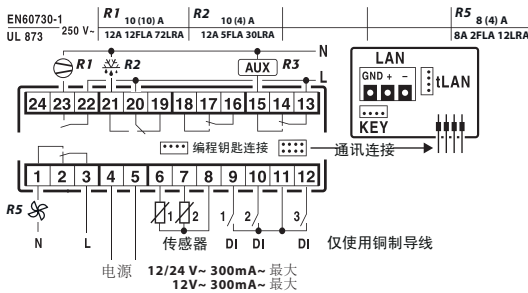 EN60730-1 250 V~ R1 10 (10) A R2 10 (4) A R5 8 (4) A
UL 873 12A 12FLA 72LRA 12A 5FLA 30LRA 8A 2FLA 12LRA
N
R1 R2 AUX R3
L
24 23 22 21 20 19 18 17 16 15 14 13
LAN
GND + -
tLAN
KEY
编程钥匙连接
通讯连接
1 2 3 4 5 6 7 8 9 10 11 12
R5
1 2 1 2 3
N L 传感器 DI DI DI 仅使用铜制导线
电源 12/24 V~ 300mA~ 最大
12V~ 300mA~ 最大